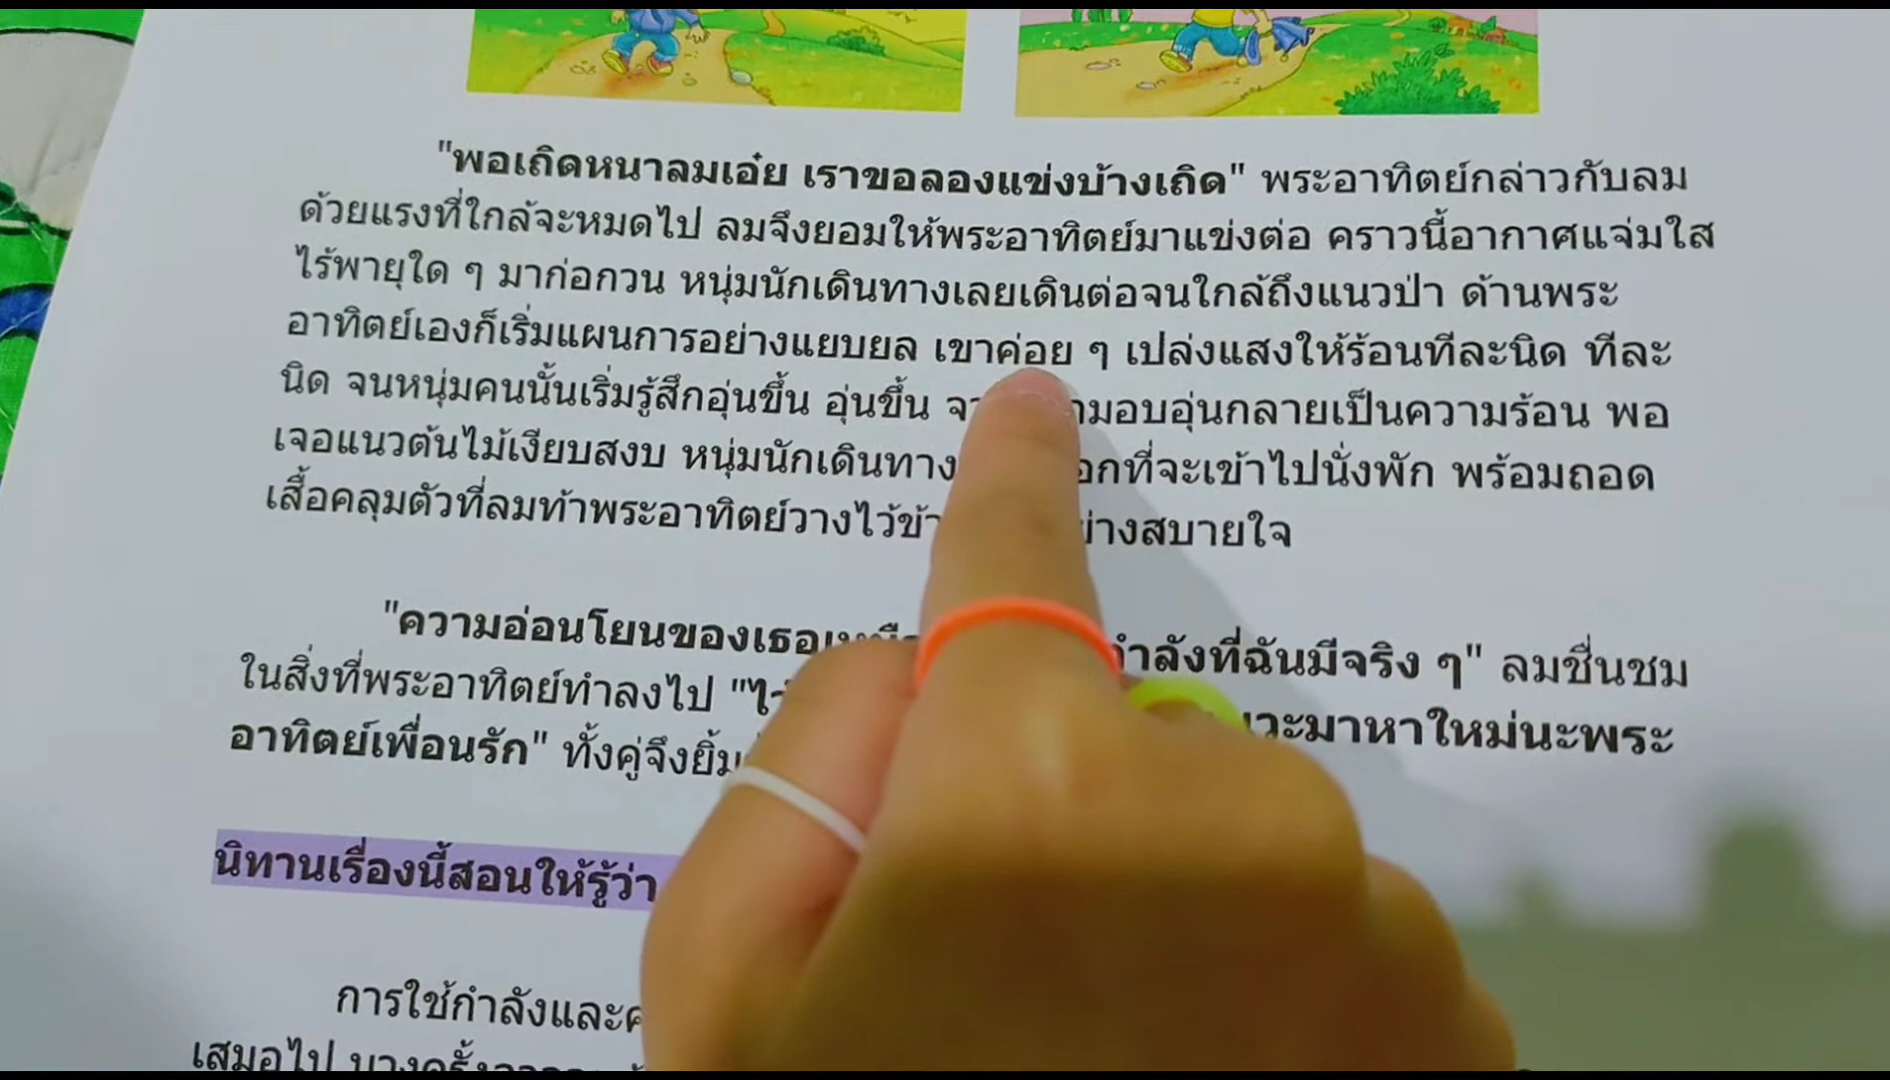 "พอเถิดหนาลมเอ๋ย เราขอลองแข่งบ้างเถิด" พระอาทิตย์กล่าวกับลม
ด้วยแรงที่ใกล้จะหมดไป ลมจึงยอมให้พระอาทิตย์มาแข่งต่อ คราวนี้อากาศแจ่มใส
ไร้พายุใด ๆ มาก่อกวน หนุ่มนักเดินทางเลยเดินต่อจนใกล้ถึงแนวป่า ด้านพระ
อาทิตย์เองก็เริ่มแผนการอย่างแยบยล เขาค่อย ๆ เปล่งแสงให้ร้อนทีละนิด ทีละ
นิด จนหนุ่มคนนั้นเริ่มรู้สึกอุ่นขึ้น อุ่นขึ้น มอบอุ่นกลายเป็นความร้อน พอ
เจอแนวต้นไม้เงียบสงบ หนุ่มนักเดินทาง ที่จะเข้าไปนั่งพัก พร้อมถอด
เสื้อคลุมตัวที่ลมท้าพระอาทิตย์วางไว้ข้า ่างสบายใจ
"ความอ่อนโยนของเธอ กำลังที่ฉันมีจริง ๆ" ลมชื่นชม
ในสิ่งที่พระอาทิตย์ทำลงไป " แวะมาหาใหม่นะพระ
อาทิตย์เพื่อนรัก" ทั้งคู่จึงยิ้ม
นิทานเรื่องนี้สอนให้รู้ว่า
การใช้กำลังและ
เสมอไป บางครั้ง